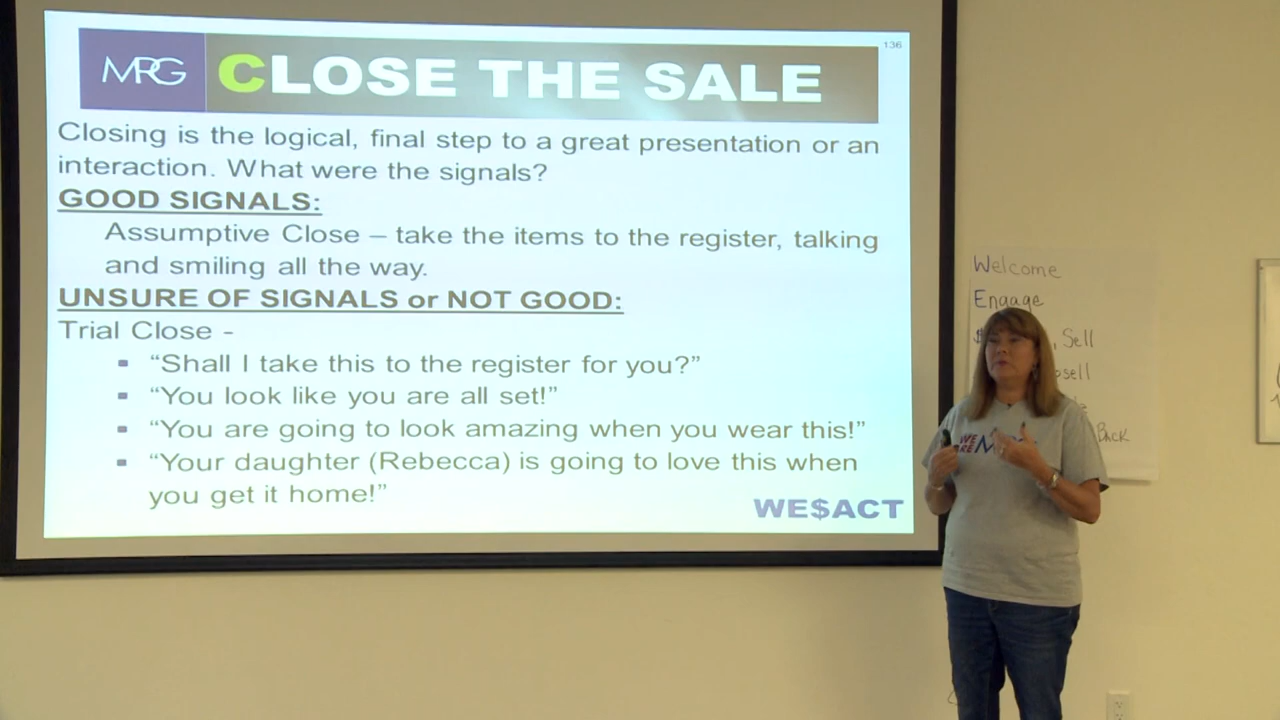 136
MRG
CLOSE THE SALE
Closing is the logical, final step to a great presentation or an
interaction. What were the signals?
GOOD SIGNALS:
Assumptive Close – take the items to the register, talking
and smiling all the way.
UNSURE OF SIGNALS or NOT GOOD:
Trial Close -
“Shall I take this to the register for you?”
“You look like you are all set!”
“You are going to look amazing when you wear this!”
“Your daughter (Rebecca) is going to love this when
you get it home!”
WE$ACT
Welcome
Engage
$ , Sell
Back
WE
ARE